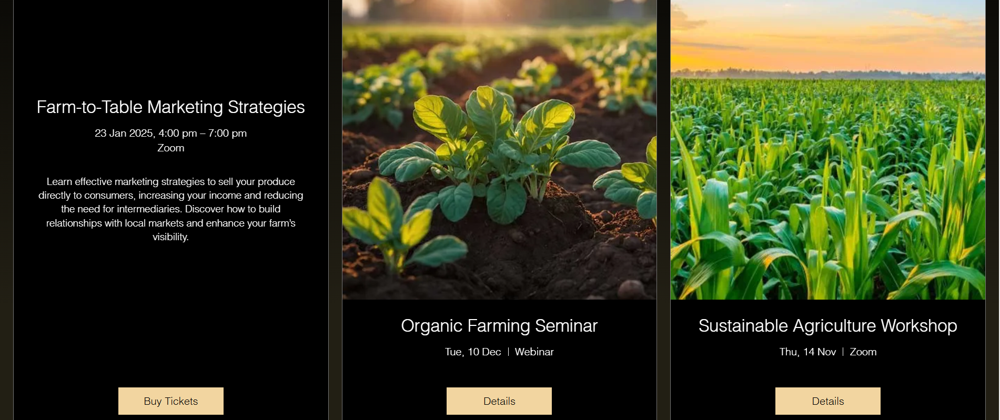 Farm-to-Table Marketing Strategies
23 Jan 2025, 4:00 pm – 7:00 pm
Zoom
Learn effective marketing strategies to sell your produce
directly to consumers, increasing your income and reducing
the need for intermediaries. Discover how to build
relationships with local markets and enhance your farm’s
visibility.
Buy Tickets
Organic Farming Seminar
Tue, 10 Dec | Webinar
Details
Sustainable Agriculture Workshop
Thu, 14 Nov | Zoom
Details